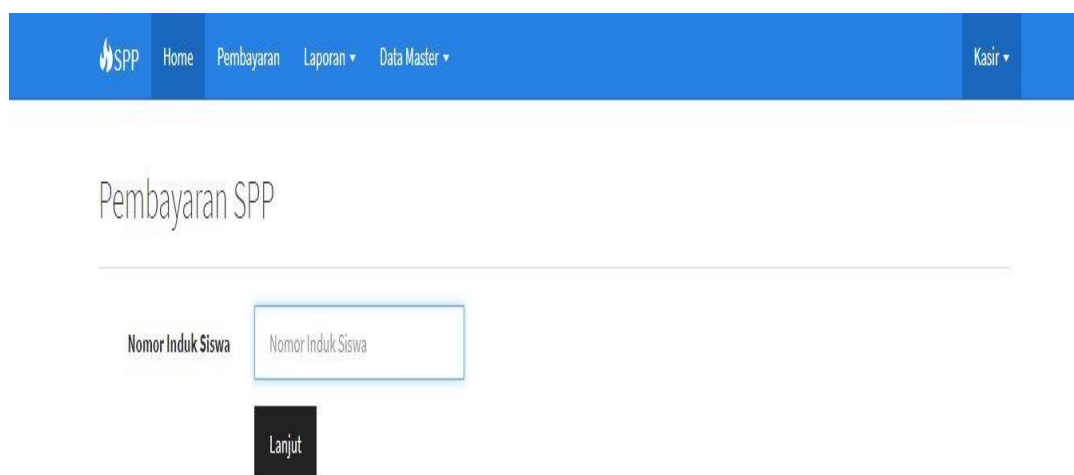 SPP Home Pembayaran Laporan Data Master Kasir
Pembayaran SPP
Nomor Induk Siswa Nomor Induk Siswa
Lanjut